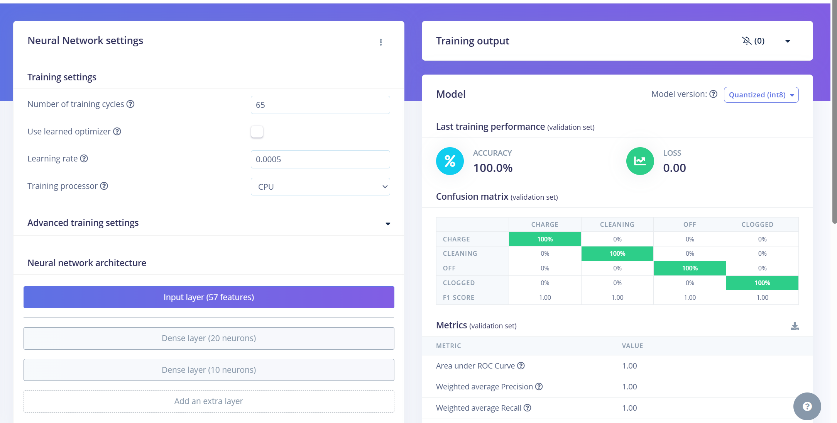 Neural Network settings
Training settings
Number of training cycles
65
Use learned optimizer
Learning rate
0.0005
Training processor
CPU
Advanced training settings
Neural network architecture
Input layer (57 features)
Dense layer (20 neurons)
Dense layer (10 neurons)
Add an extra layer
Training output
(0)
Model
Model version:
Quantized (int8)
Last training performance (validation set)
% ACCURACY
100.0%
LOSS
0.00
Confusion matrix (validation set)
CHARGE CLEANING OFF CLOGGED
CHARGE 100% 0% 0% 0%
CLEANING 0% 100% 0% 0%
OFF 0% 0% 100% 0%
CLOGGED 0% 0% 0% 100%
F1 SCORE 1.00 1.00 1.00 1.00
Metrics (validation set)
METRIC VALUE
Area under ROC Curve 1.00
Weighted average Precision 1.00
Weighted average Recall 1.00